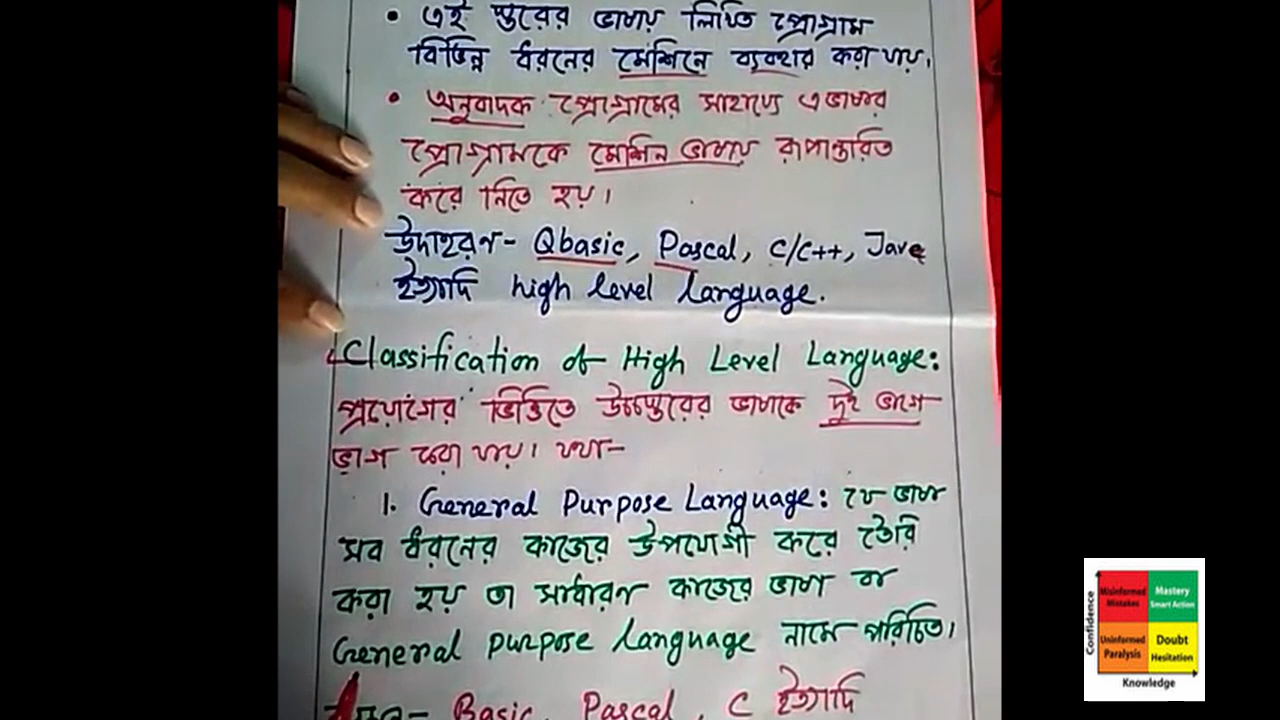 • এই স্তরের ভাষায় লিখিত প্রোগ্রাম
বিভিন্ন ধরনের মেশিনে ব্যবহার করা যায়।
• অনুবাদক প্রোগ্রামের সাহায্যে এ ভাষার
প্রোগ্রামকে মেশিন ভাষায় রূপান্তরিত
করে নিতে হয়।
উদাহরণ- Qbasic, Pascal, C/C++, Java
ইত্যাদি high level language.
Classification of High Level Language:
প্রয়োগের ভিত্তিতে উচ্চস্তরের ভাষাকে দুই ভাগে
ভাগ করা যায়। যথা-
1. General Purpose Language: যে ভাষা
সব ধরনের কাজের উপযোগী করে তৈরি
করা হয় তা সাধারণ কাজের ভাষা বা
General purpose language নামে পরিচিত।
Basic, Pascal, C ইত্যাদি
Confidence
Misinformed
Mistakes
Mastery
Smart Action
Uninformed
Paralysis
Doubt
Hesitation
Knowledge